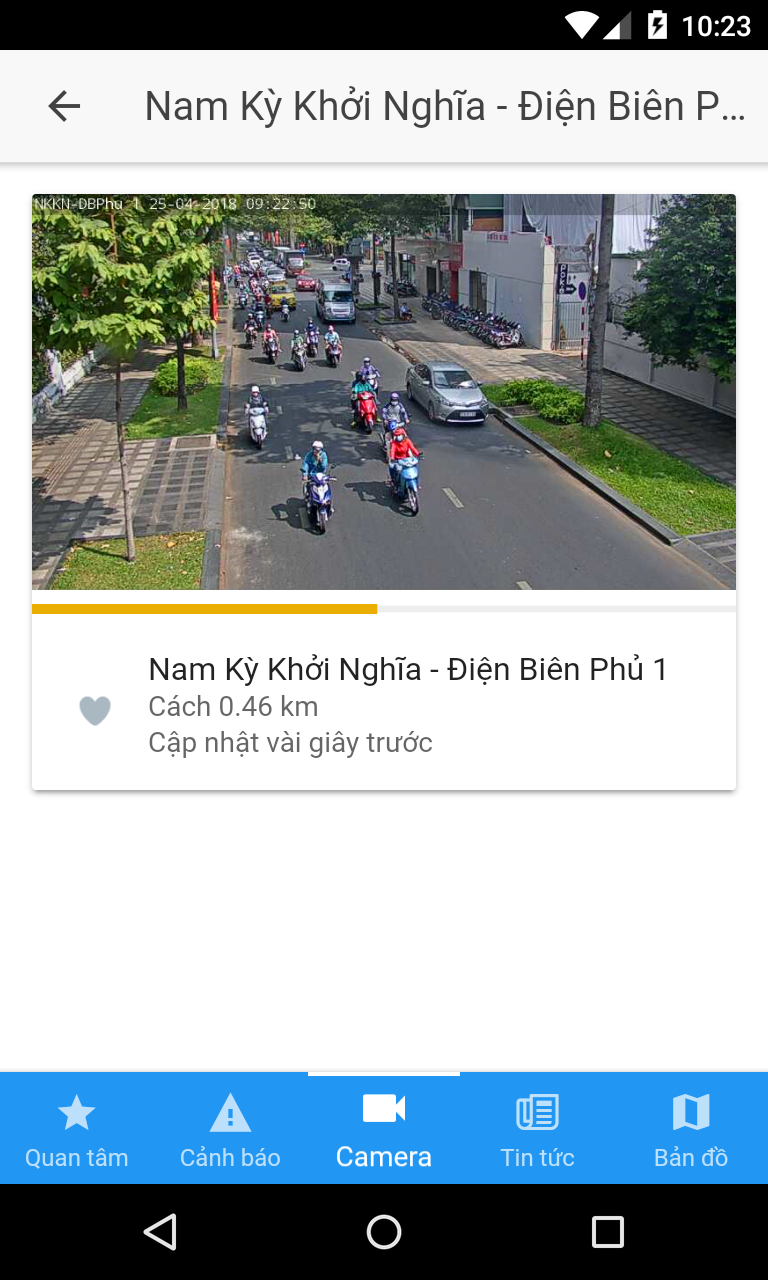 10:23
Nam Kỳ Khởi Nghĩa - Điện Biên P...
NKKN-DBPhu 1 25-04-2018 09:22:50
Nam Kỳ Khởi Nghĩa - Điện Biên Phủ 1
Cách 0.46 km
Cập nhật vài giây trước
Quan tâm
Cảnh báo
Camera
Tin tức
Bản đồ